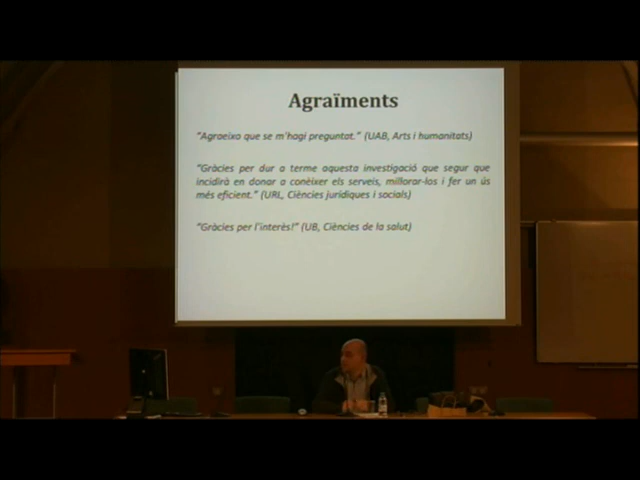 Agraïments
"Agraeixo que se m'hagi preguntat." (UAB, Arts i humanitats)
"Gràcies per dur a terme aquesta investigació que segur que
incidirà en donar a conèixer els serveis, millorar-los i fer un ús
més eficient." (URL, Ciències jurídiques i socials)
"Gràcies per l'interès!" (UB, Ciències de la salut)